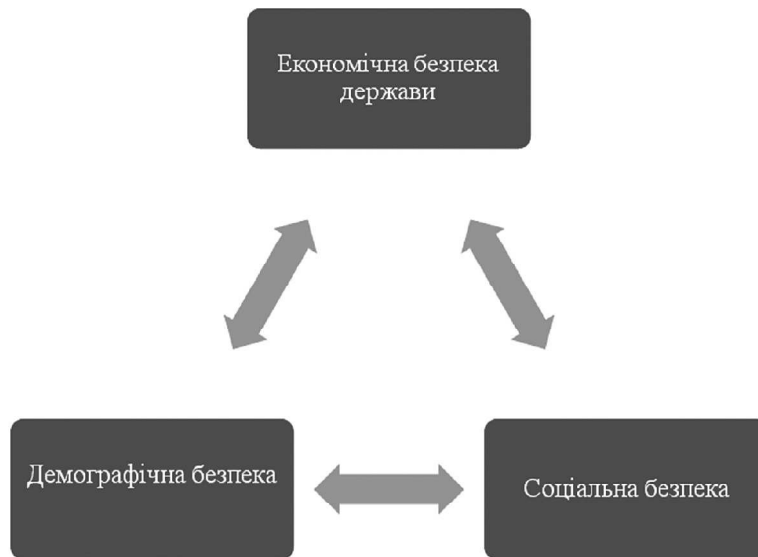 Економічна безпека
держави
Демографічна безпека
Соціальна безпека